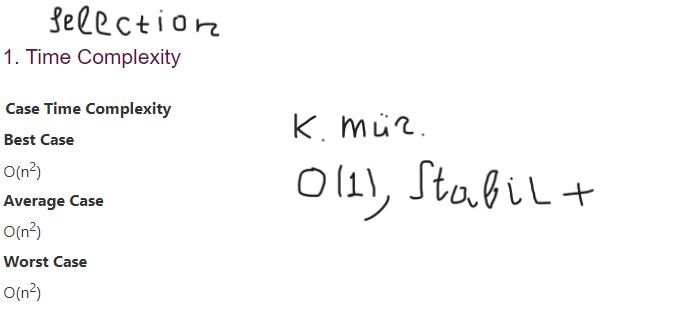 Selection
1. Time Complexity
Case Time Complexity
Best Case
O(n²)
Average Case
O(n²)
Worst Case
O(n²)
K. mür.
O(1), Stabil +